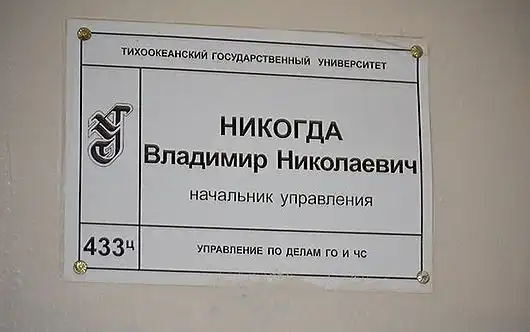 ТИХООКЕАНСКИЙ ГОСУДАРСТВЕННЫЙ УНИВЕРСИТЕТ
НИКОГДА
Владимир Николаевич
начальник управления
433ц
УПРАВЛЕНИЕ ПО ДЕЛАМ ГО И ЧС